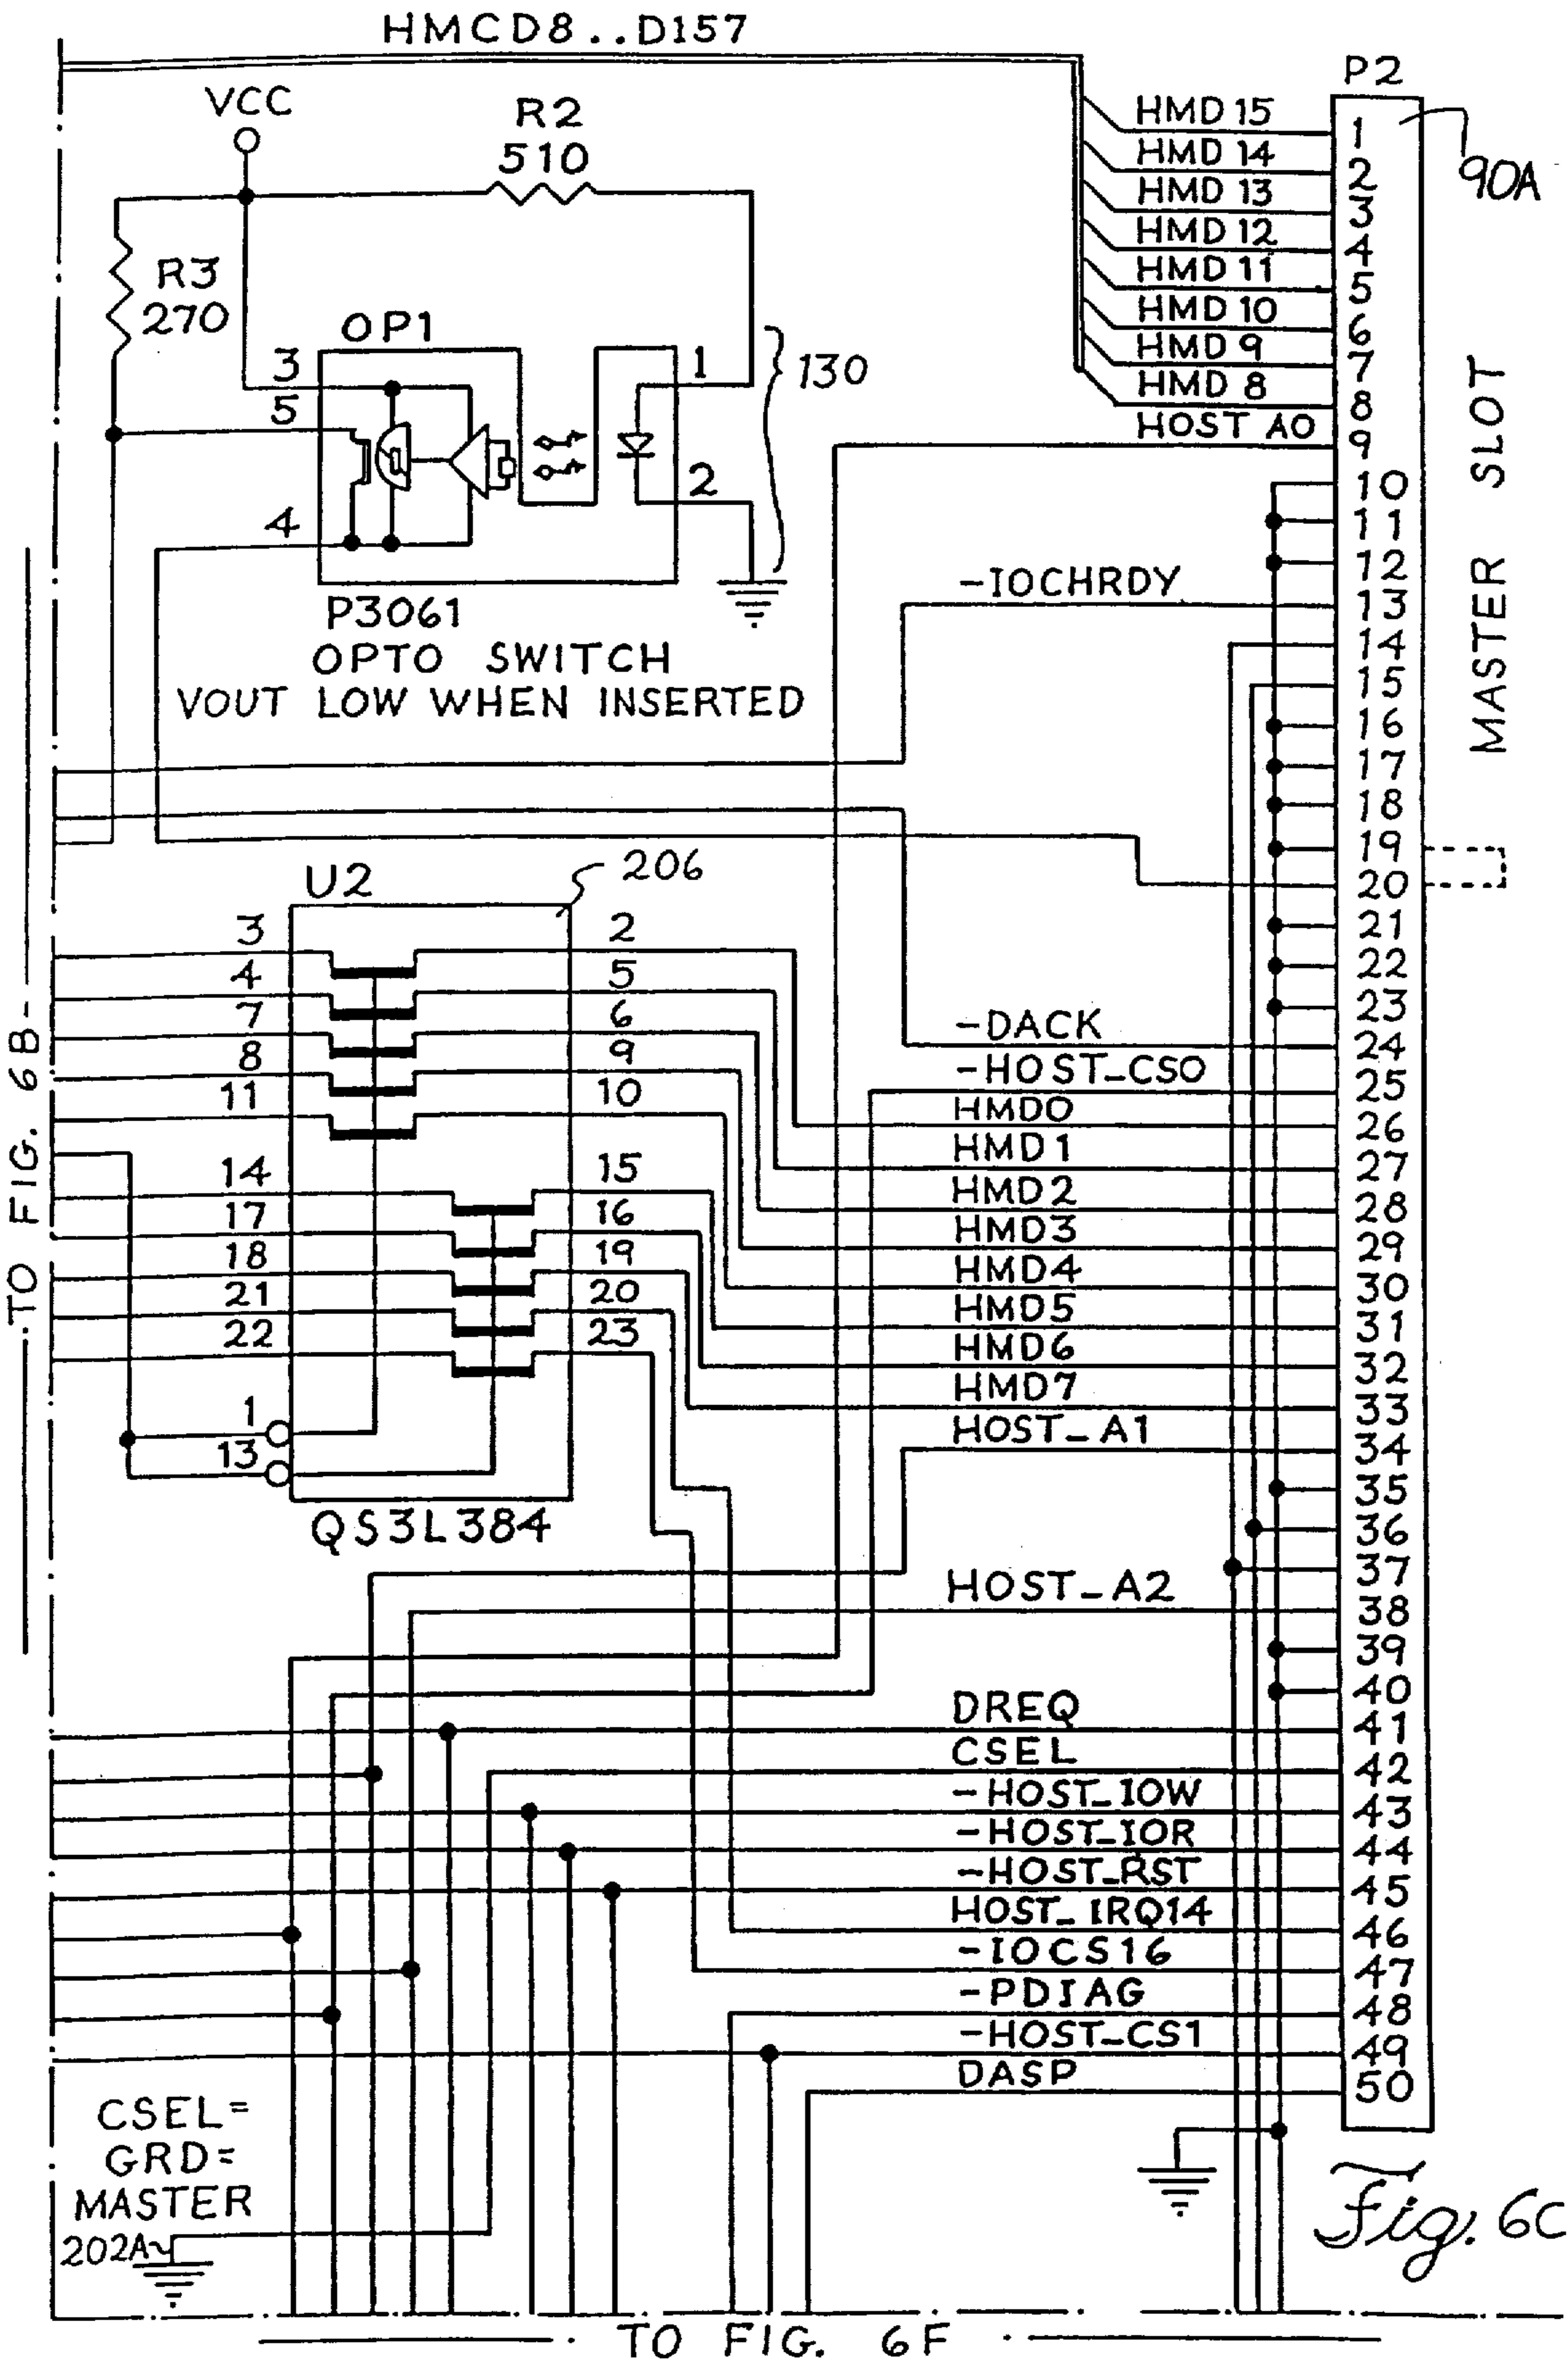 HMCD8..D157
P2
VCC
R2
510
90A
R3
270
OP1
3
5
4
1
2
130
P3061
OPTO SWITCH
VOUT LOW WHEN INSERTED
HMD 15 1
HMD 14 2
HMD 13 3
HMD 12 4
HMD 11 5
HMD 10 6
HMD 9 7
HMD 8 8
HOST A0 9
10
11
12
-IOCHRDY 13
14
15
16
17
18
19
20
21
22
23
-DACK 24
-HOST_CS0 25
HMD0 26
HMD1 27
HMD2 28
HMD3 29
HMD4 30
HMD5 31
HMD6 32
HMD7 33
HOST_A1 34
35
36
37
HOST_A2 38
39
40
DREQ 41
CSEL 42
-HOST_IOW 43
-HOST_IOR 44
-HOST_RST 45
HOST_IRQ14 46
-IOCS16 47
-PDIAG 48
-HOST_CS1 49
DASP 50
MASTER SLOT
U2
206
3 2
4 5
7 6
8 9
11 10
14 15
17 16
18 19
21 20
22 23
1
13
QS3L384
TO FIG. 6B
CSEL=
GRD=
MASTER
202A
Fig. 6C
TO FIG. 6F